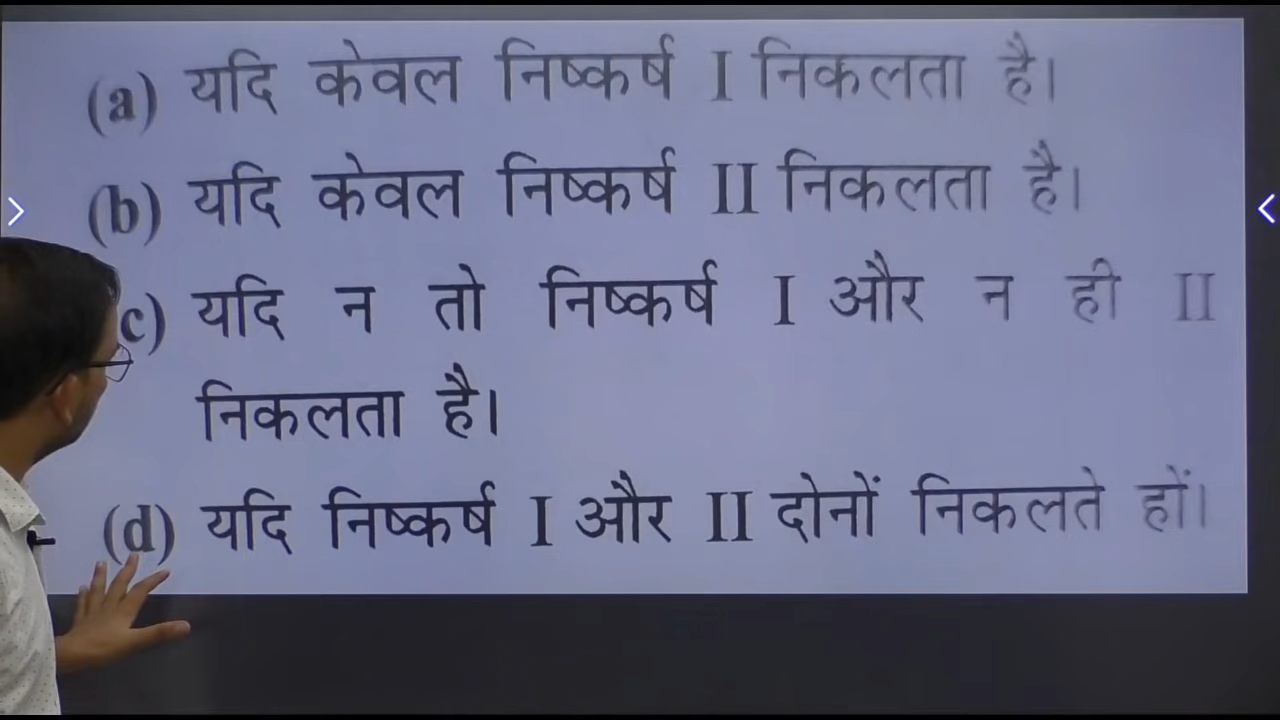 (a) यदि केवल निष्कर्ष I निकलता है।
(b) यदि केवल निष्कर्ष II निकलता है।
c) यदि न तो निष्कर्ष I और न ही II
निकलता है।
(d) यदि निष्कर्ष I और II दोनों निकलते हों।